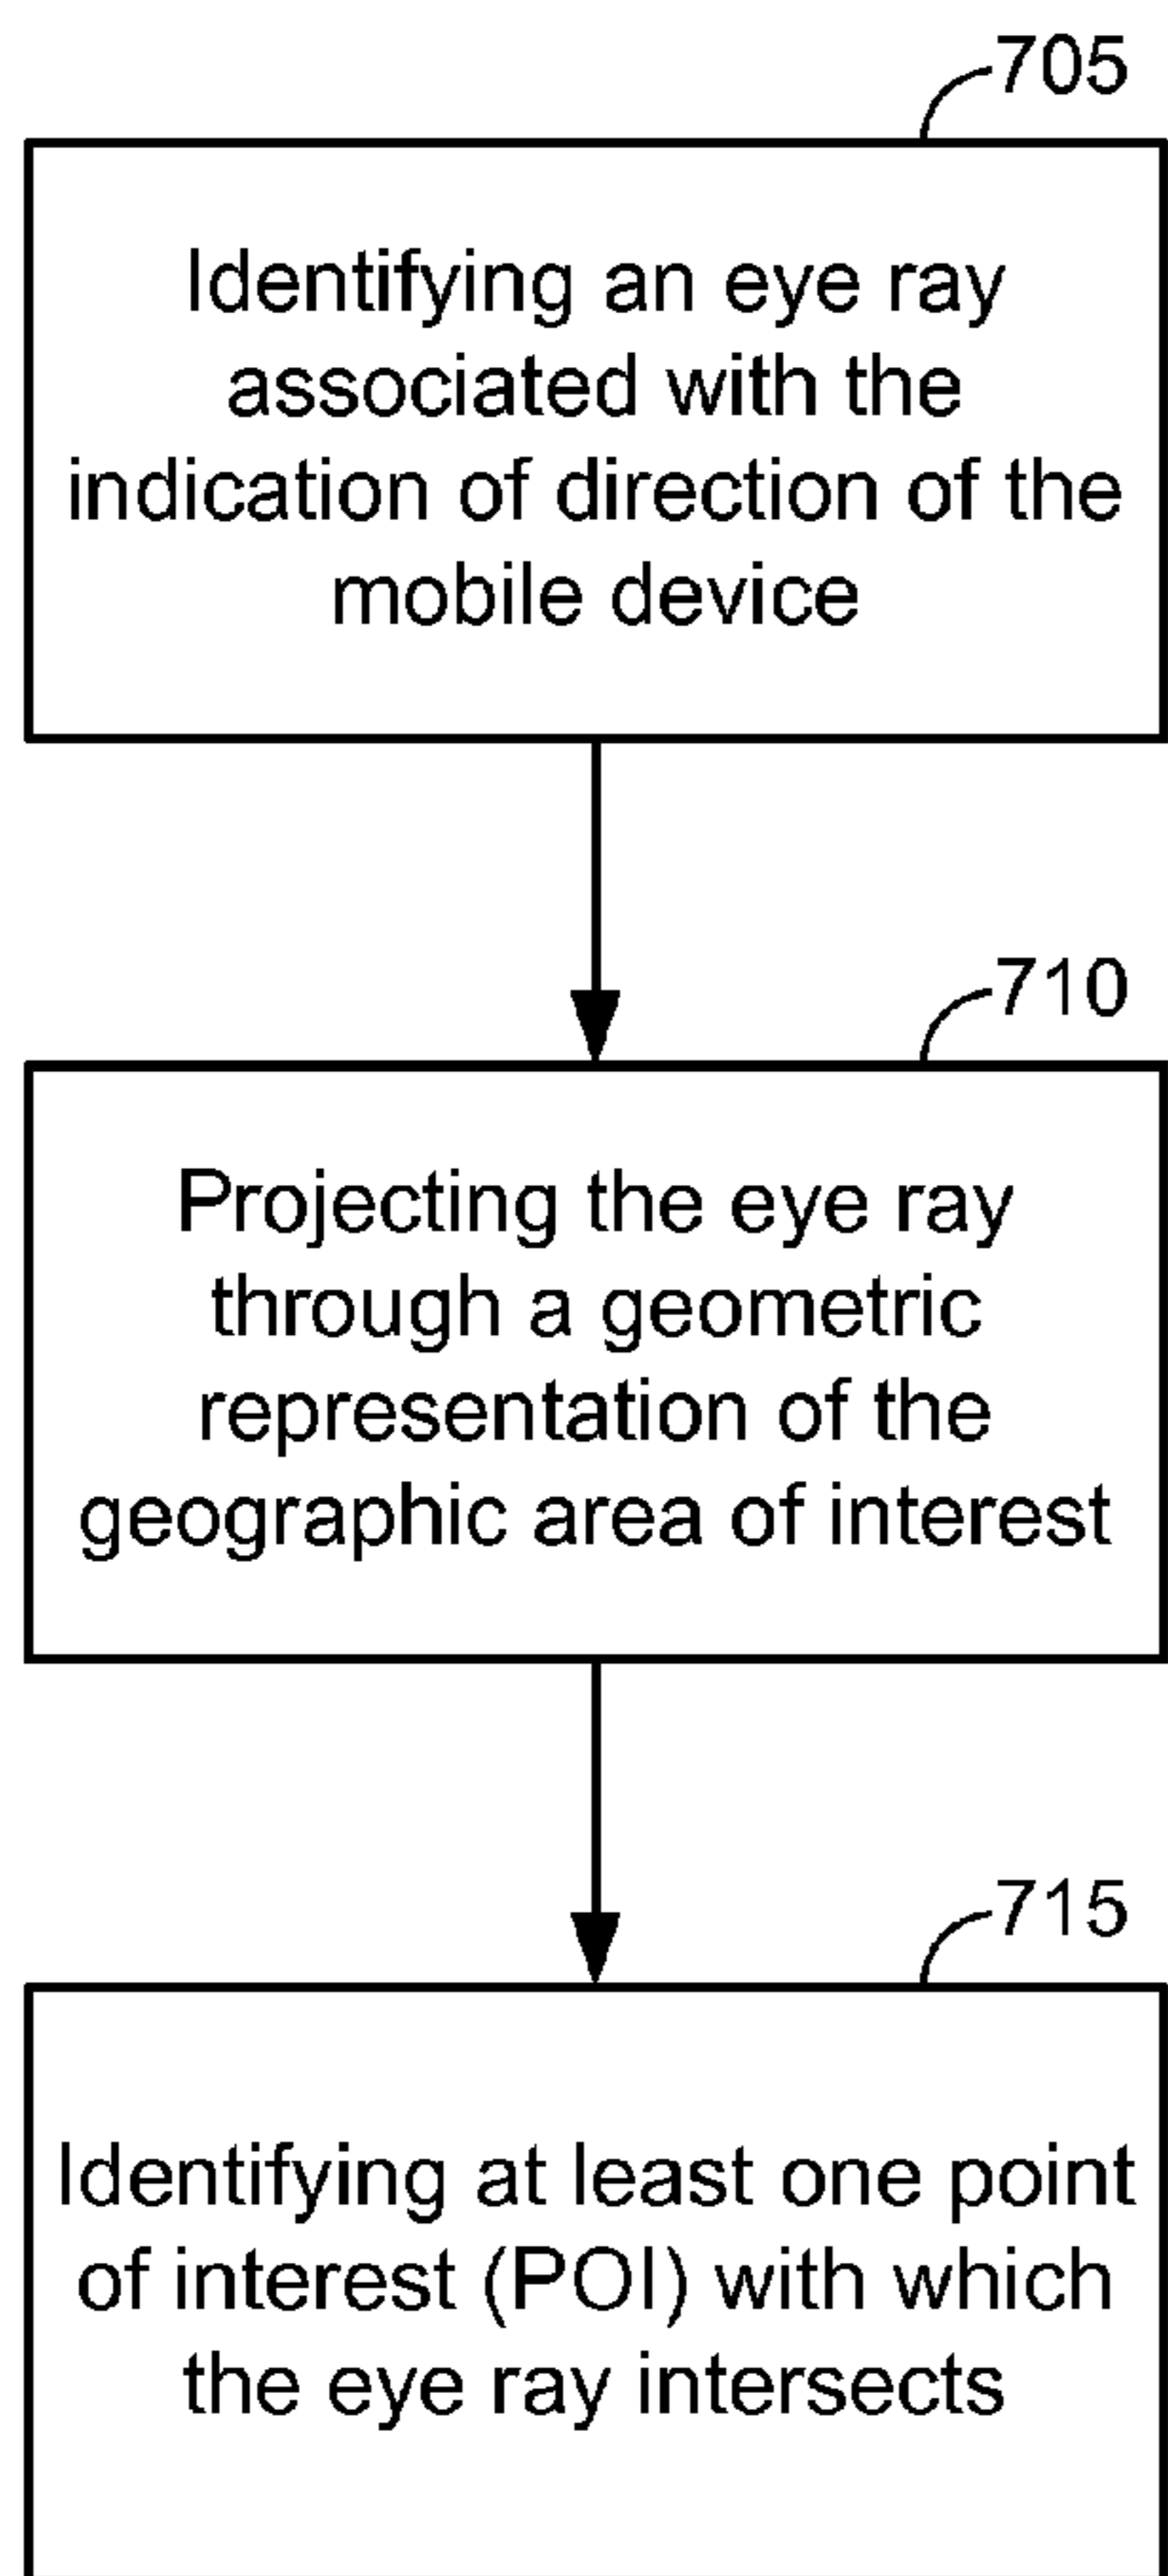 705
Identifying an eye ray
associated with the
indication of direction of the
mobile device
710
Projecting the eye ray
through a geometric
representation of the
geographic area of interest
715
Identifying at least one point
of interest (POI) with which
the eye ray intersects